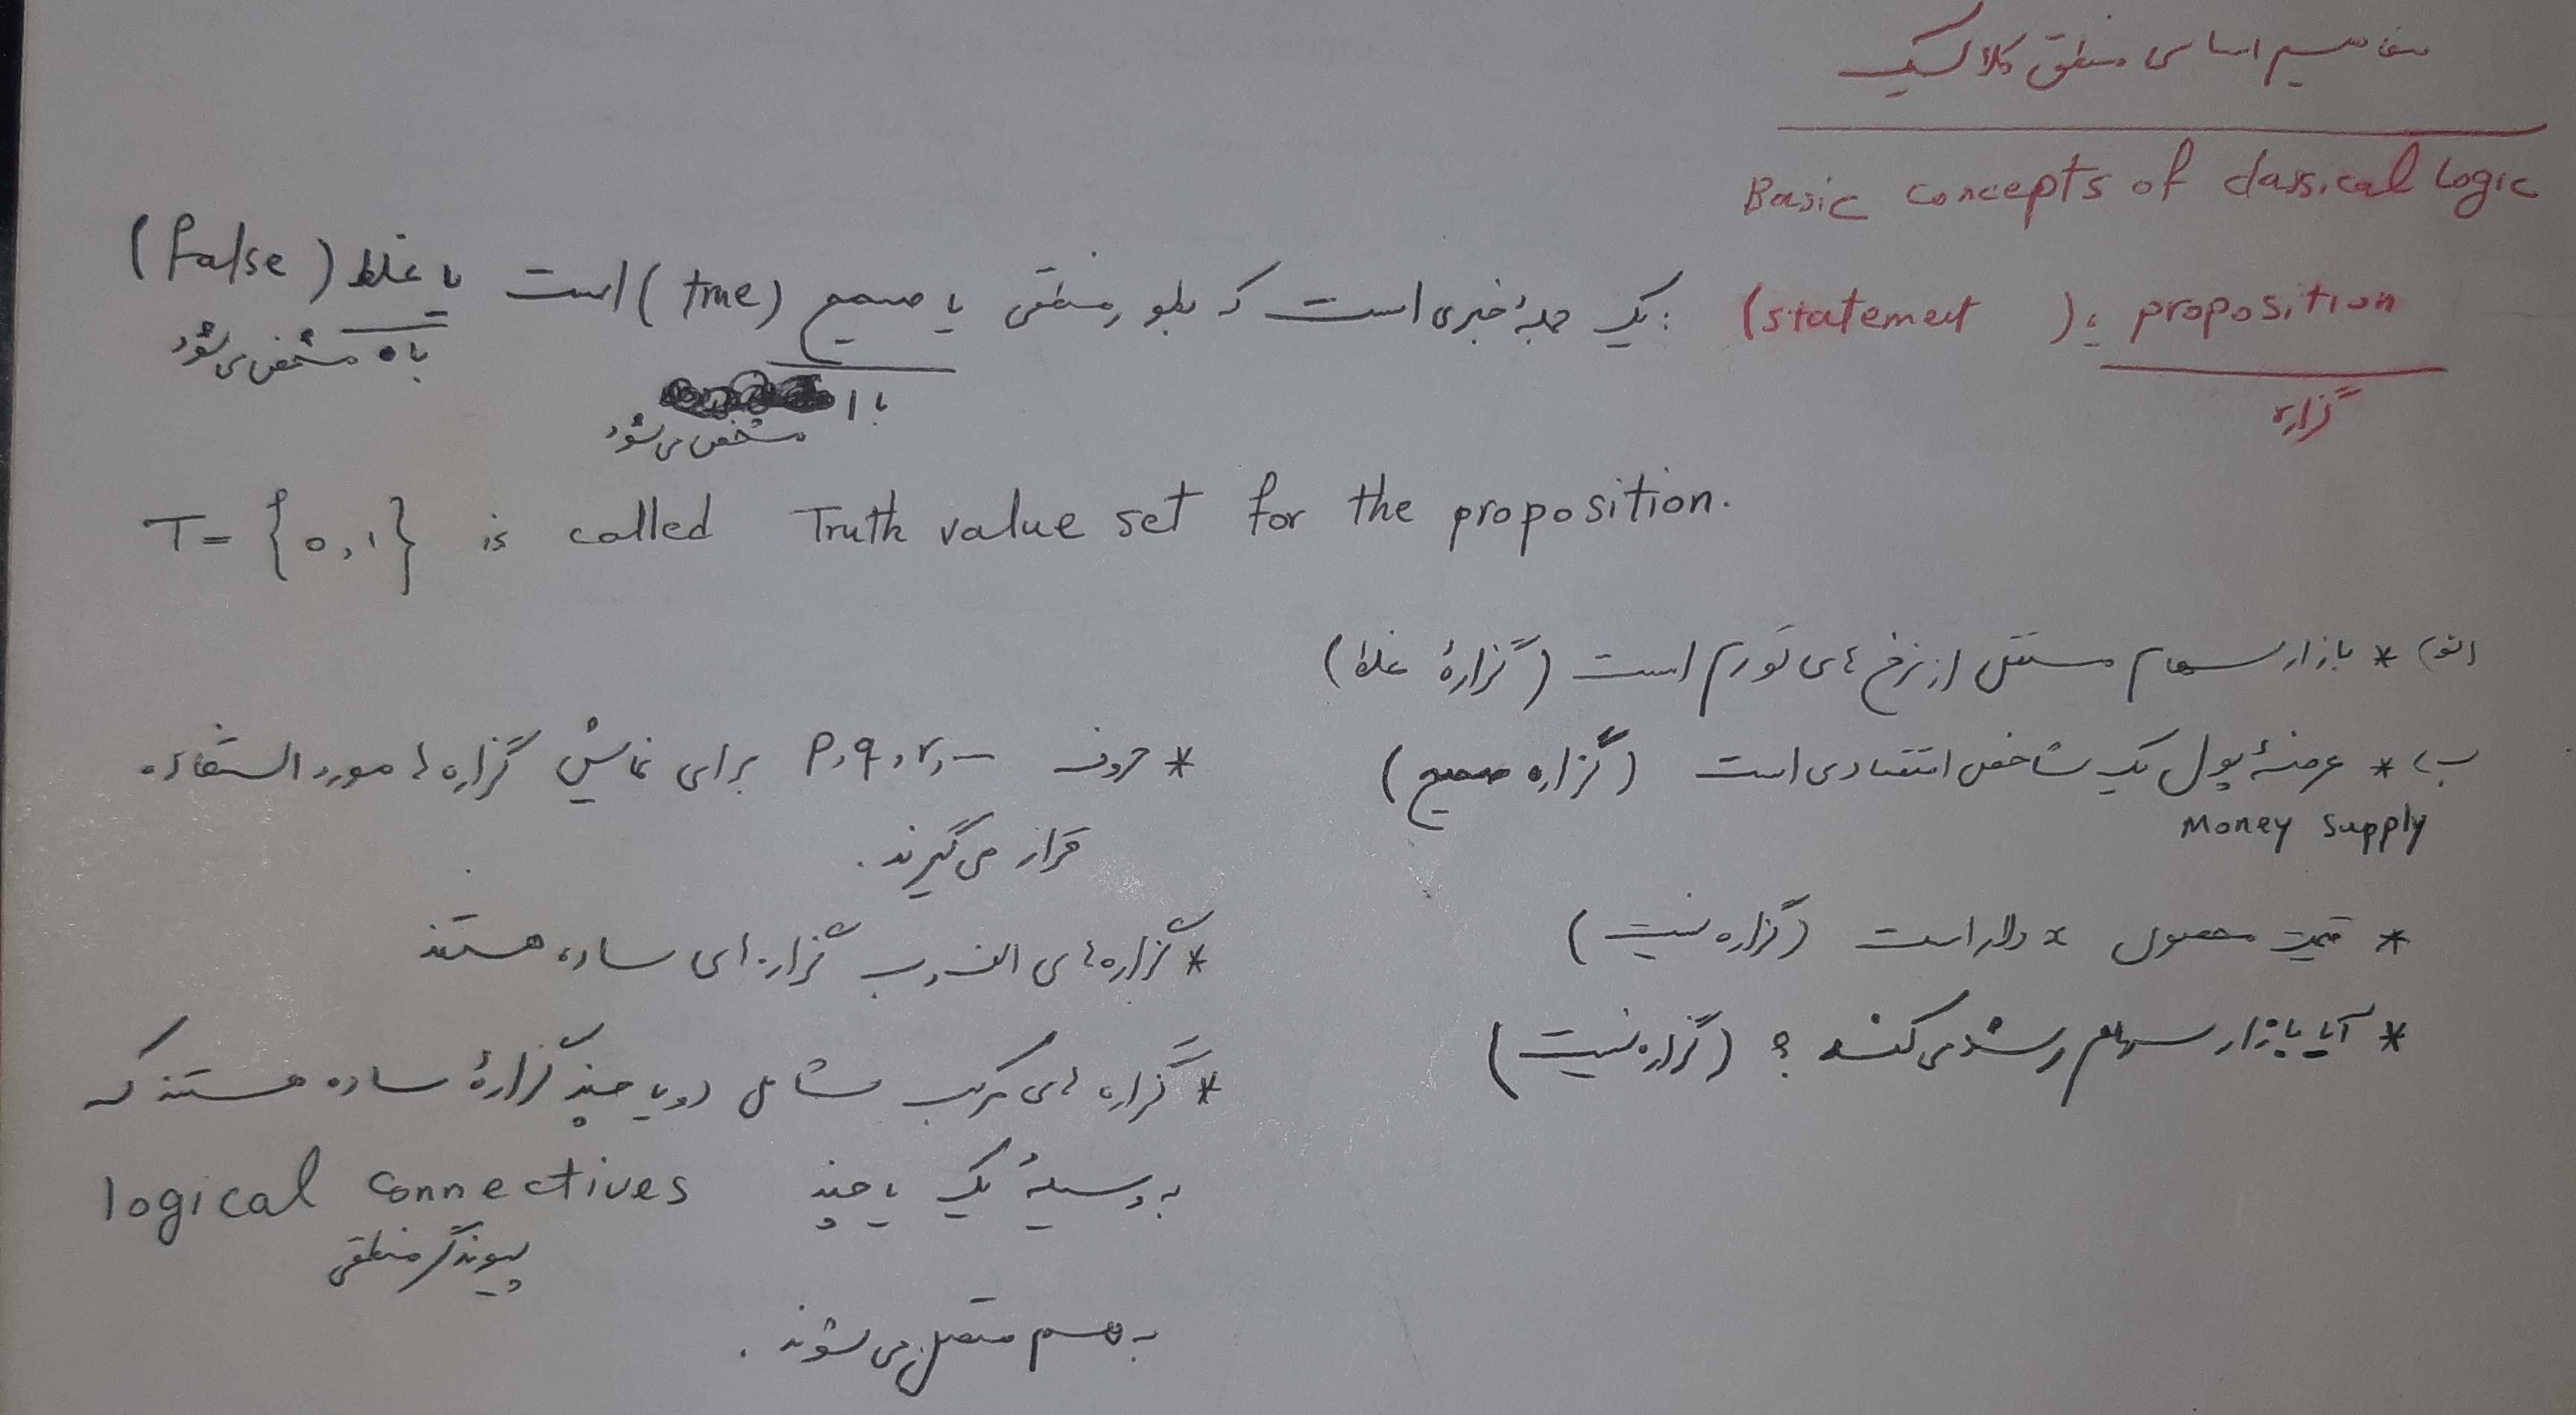 مفاهیم اساسی منطق کلاسیک
Basic concepts of classical Logic
proposition : (statement) : یک جملهٔ خبری است که بطور منطقی یا صحیح (true) است یا غلط (false)
گزاره
با 1 مشخص می‌شود
با 0 مشخص می‌شود
T = {0,1} is called Truth value set for the proposition.
الف) * بازار سهام مستقل از نرخ های تورم است (گزارهٔ غلط)
ب) * عرضهٔ پول یک شاخص اقتصادی است (گزاره صحیح)
Money supply
* قیمت محصول x دلار است (گزاره نیست)
* آیا بازار سهام رشد می‌کند ؟ (گزاره نیست)
* حروف p,q,r,... برای نمایش گزاره ها مورد استفاده
قرار می‌گیرند.
* گزاره‌های الف و ب گزاره‌ای ساده هستند
* گزاره های مرکب شامل دو یا چند گزارهٔ ساده هستند که
به وسیلهٔ یک یا چند logical connectives
پیوندگر منطقی
به هم متصل می‌شوند.